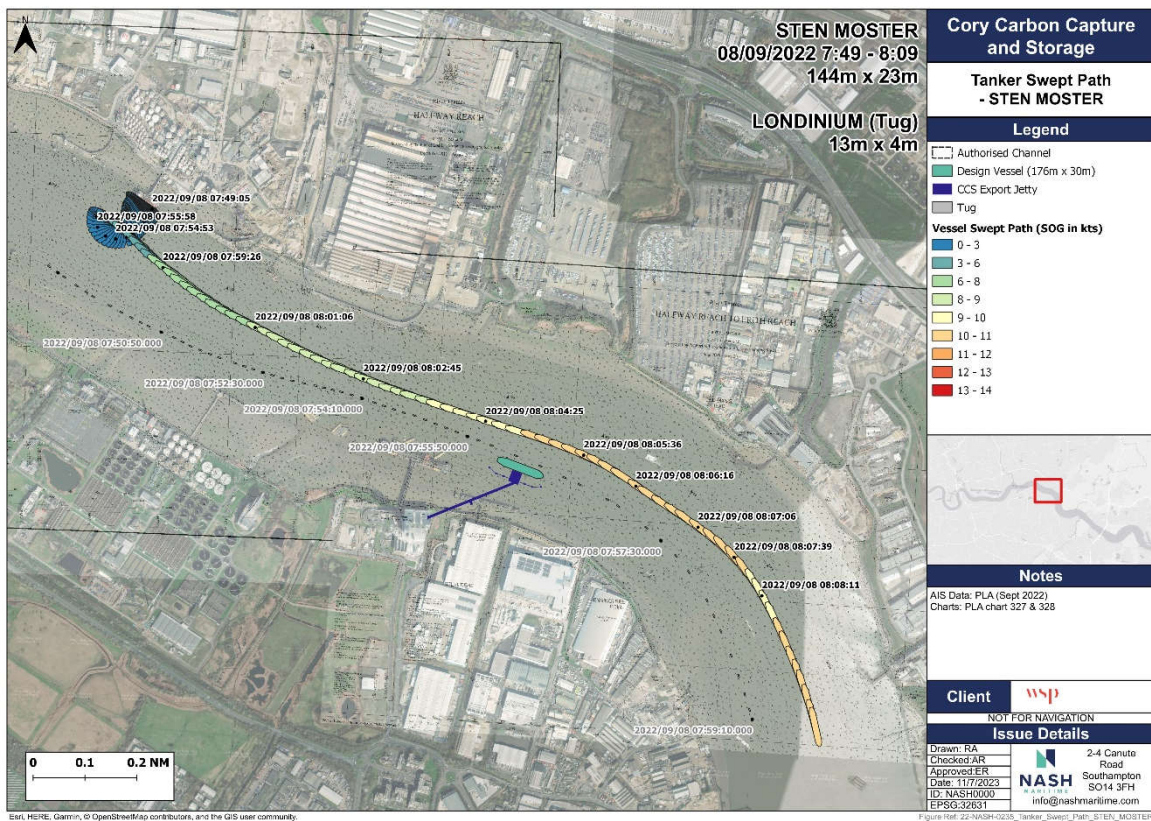 N
STEN MOSTER
08/09/2022 7:49 - 8:09
144m x 23m
LONDINIUM (Tug)
13m x 4m
HALFWAY REACH
HALFWAY REACH TO ERITH REACH
2022/09/08 07:49:05
2022/09/08 07:55:58
2022/09/08 07:54:53
2022/09/08 07:59:26
2022/09/08 08:01:06
2022/09/08 08:02:45
2022/09/08 08:04:25
2022/09/08 08:05:36
2022/09/08 08:06:16
2022/09/08 08:07:06
2022/09/08 08:07:39
2022/09/08 08:08:11
2022/09/08 07:50:50.000
2022/09/08 07:52:30.000
2022/09/08 07:54:10.000
2022/09/08 07:55:50.000
2022/09/08 07:57:30.000
2022/09/08 07:59:10.000
0 0.1 0.2 NM
Esri, HERE, Garmin, © OpenStreetMap contributors, and the GIS user community.
Cory Carbon Capture
and Storage
Tanker Swept Path
- STEN MOSTER
Legend
Authorised Channel
Design Vessel (176m x 30m)
CCS Export Jetty
Tug
Vessel Swept Path (SOG in kts)
0 - 3
3 - 6
6 - 8
8 - 9
9 - 10
10 - 11
11 - 12
12 - 13
13 - 14
Notes
AIS Data: PLA (Sept 2022)
Charts: PLA chart 327 & 328
Client
wsp
NOT FOR NAVIGATION
Issue Details
Drawn: RA
Checked:AR
Approved:ER
Date: 11/7/2023
ID: NASH0000
EPSG:32631
NASH
MARITIME
2-4 Canute
Road
Southampton
SO14 3FH
info@nashmaritime.com
Figure Ref: 22-NASH-0235_Tanker_Swept_Path_STEN_MOSTER